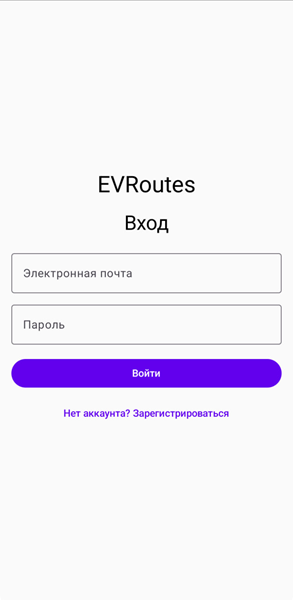 EVRoutes
Вход
Электронная почта
Пароль
Войти
Нет аккаунта? Зарегистрироваться